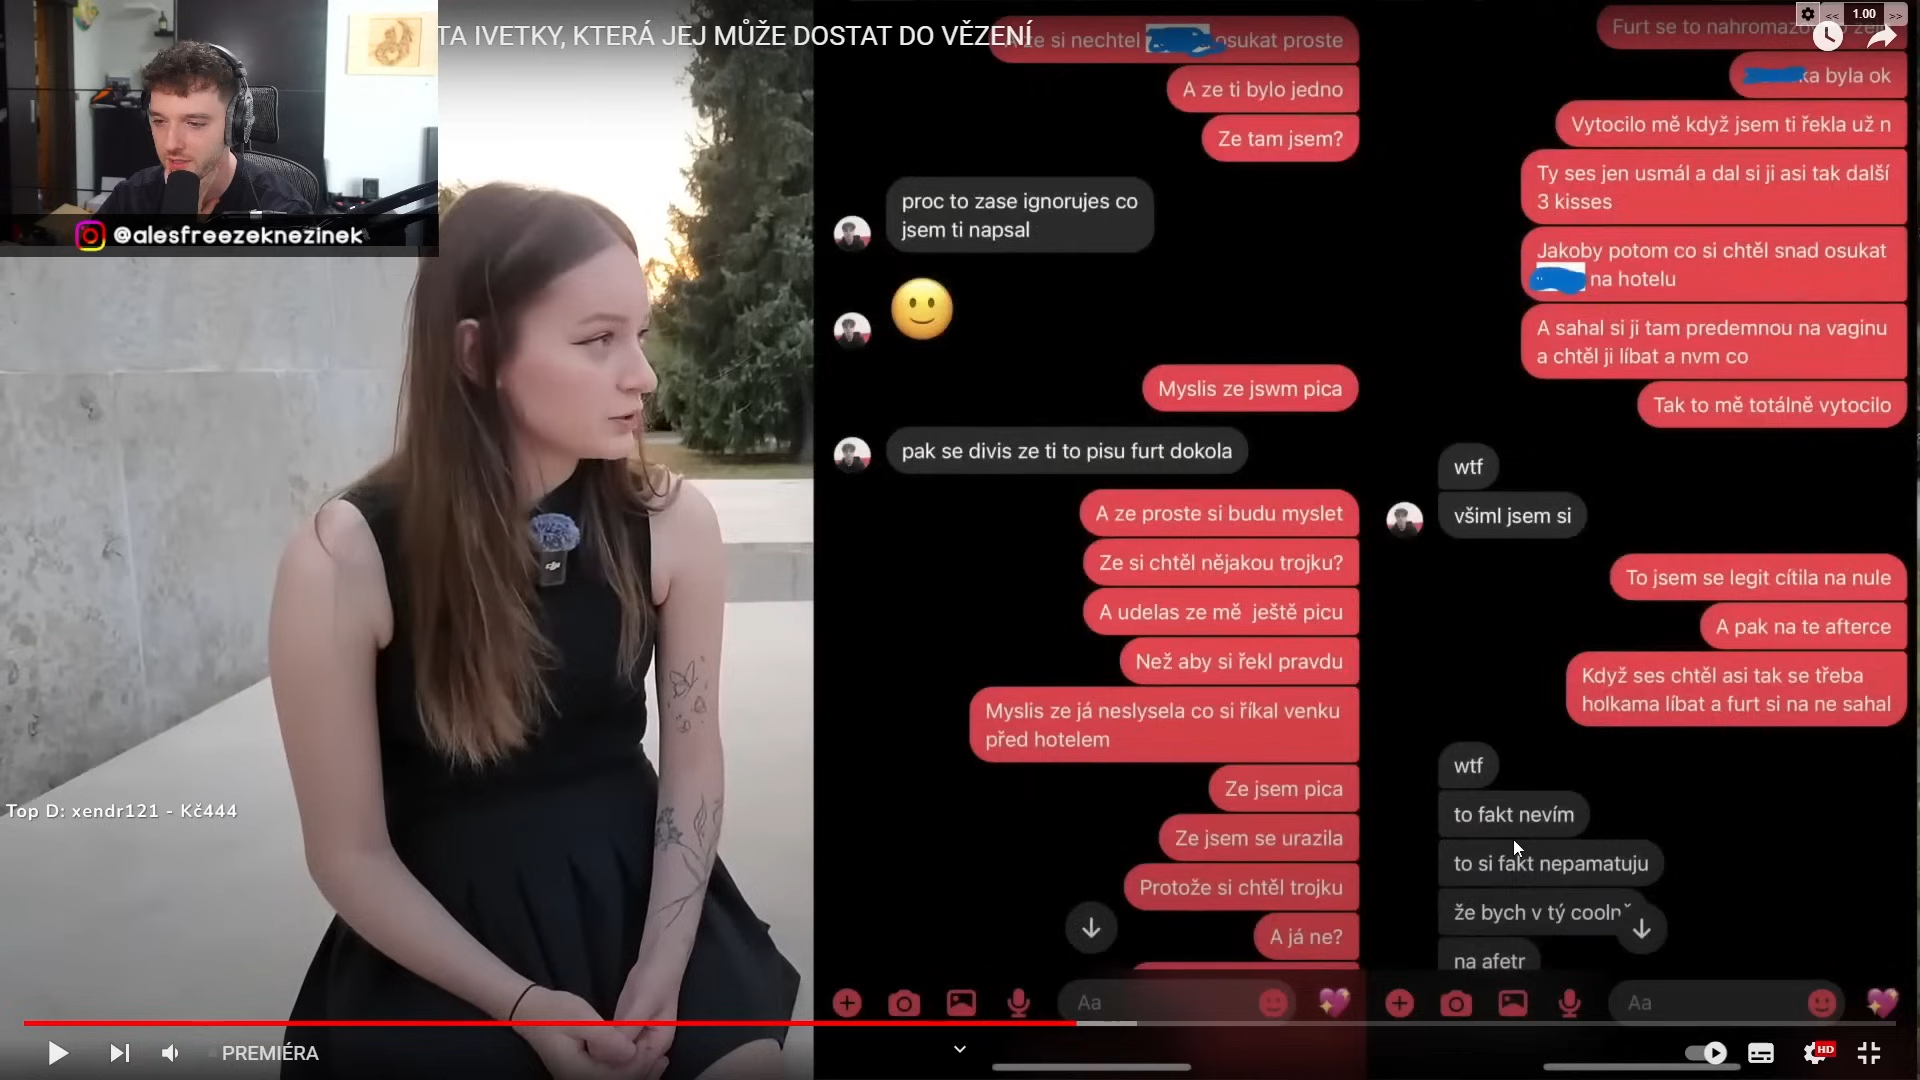 TA IVETKY, KTERÁ JEJ MŮŽE DOSTAT DO VĚZENÍ
@alesfreezeknezinek
Top D: xendr121 - Kč444
ze si nechtel osukat proste
A ze ti bylo jedno
Ze tam jsem?
proc to zase ignorujes co
jsem ti napsal
Myslis ze jswm pica
pak se divis ze ti to pisu furt dokola
A ze proste si budu myslet
Ze si chtěl nějakou trojku?
A udelas ze mě ještě picu
Než aby si řekl pravdu
Myslis ze já neslysela co si říkal venku
před hotelem
Ze jsem pica
Ze jsem se urazila
Protože si chtěl trojku
A já ne?
Aa
<< 1.00 >>
Furt se to nahromaz
ka byla ok
Vytocilo mě když jsem ti řekla už n
Ty ses jen usmál a dal si ji asi tak další
3 kisses
Jakoby potom co si chtěl snad osukat
na hotelu
A sahal si ji tam predemnou na vaginu
a chtěl ji líbat a nvm co
Tak to mě totálně vytocilo
wtf
všiml jsem si
To jsem se legit cítila na nule
A pak na te afterce
Když ses chtěl asi tak se třeba
holkama líbat a furt si na ne sahal
wtf
to fakt nevím
to si fakt nepamatuju
že bych v tý coolně
na afetr
Aa
PREMIÉRA
HD